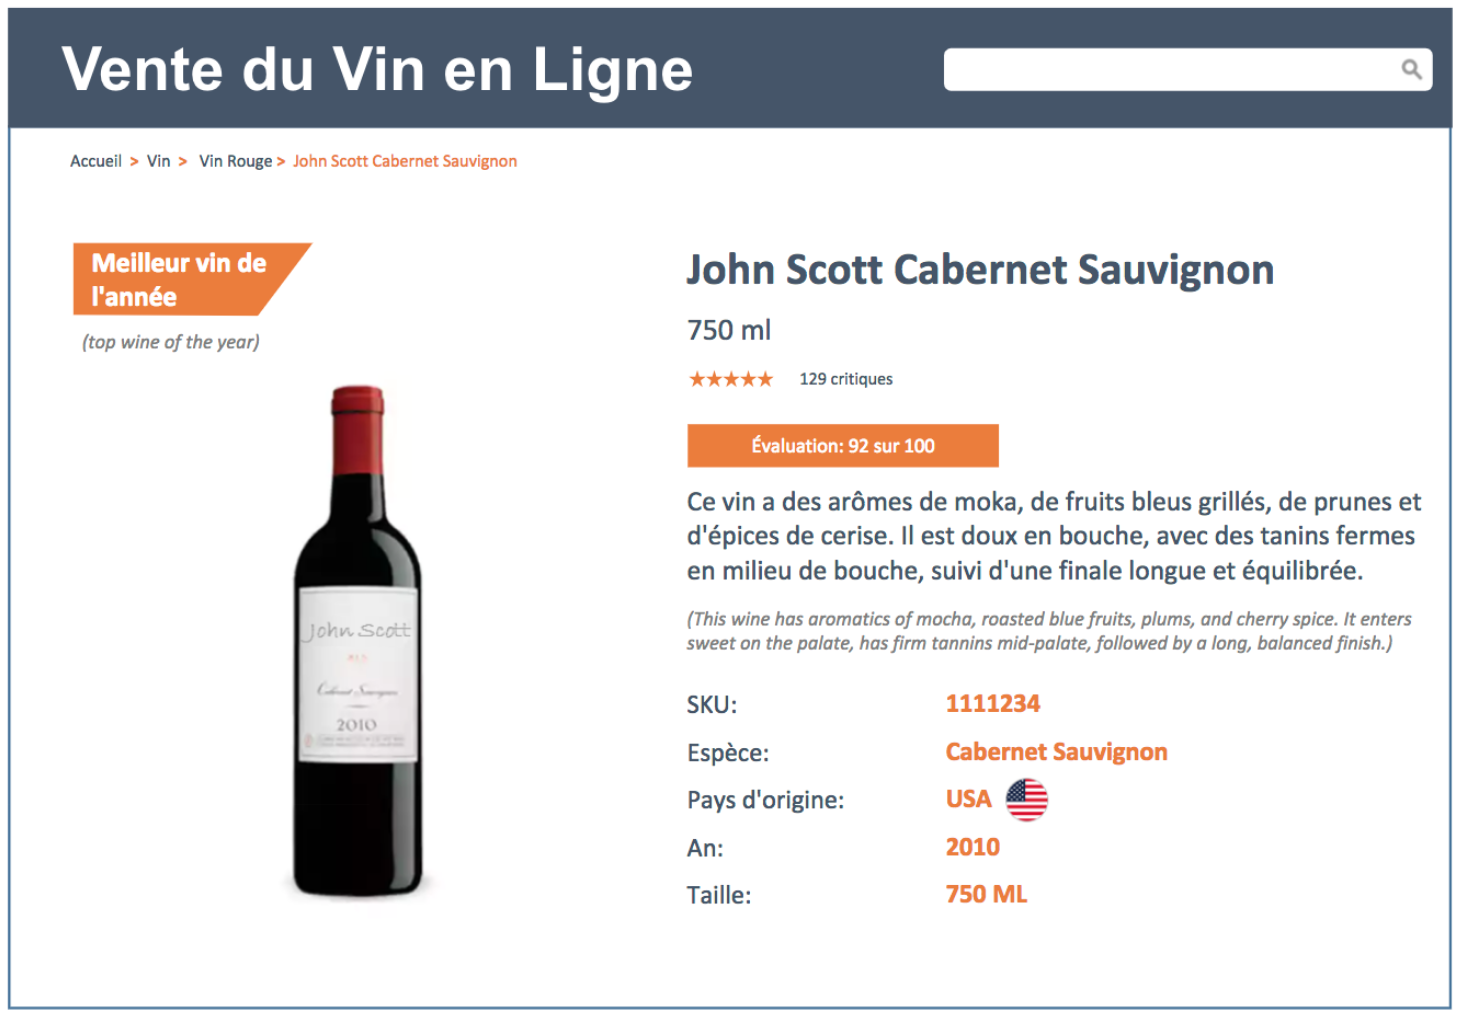 Vente du Vin en Ligne
Accueil > Vin > Vin Rouge > John Scott Cabernet Sauvignon
Meilleur vin de
l'année
(top wine of the year)
John Scott
Cabernet Sauvignon
2010
John Scott Cabernet Sauvignon
750 ml
129 critiques
Évaluation: 92 sur 100
Ce vin a des arômes de moka, de fruits bleus grillés, de prunes et
d'épices de cerise. Il est doux en bouche, avec des tanins fermes
en milieu de bouche, suivi d'une finale longue et équilibrée.
(This wine has aromatics of mocha, roasted blue fruits, plums, and cherry spice. It enters
sweet on the palate, has firm tannins mid-palate, followed by a long, balanced finish.)
SKU: 1111234
Espèce: Cabernet Sauvignon
Pays d'origine: USA
An: 2010
Taille: 750 ML